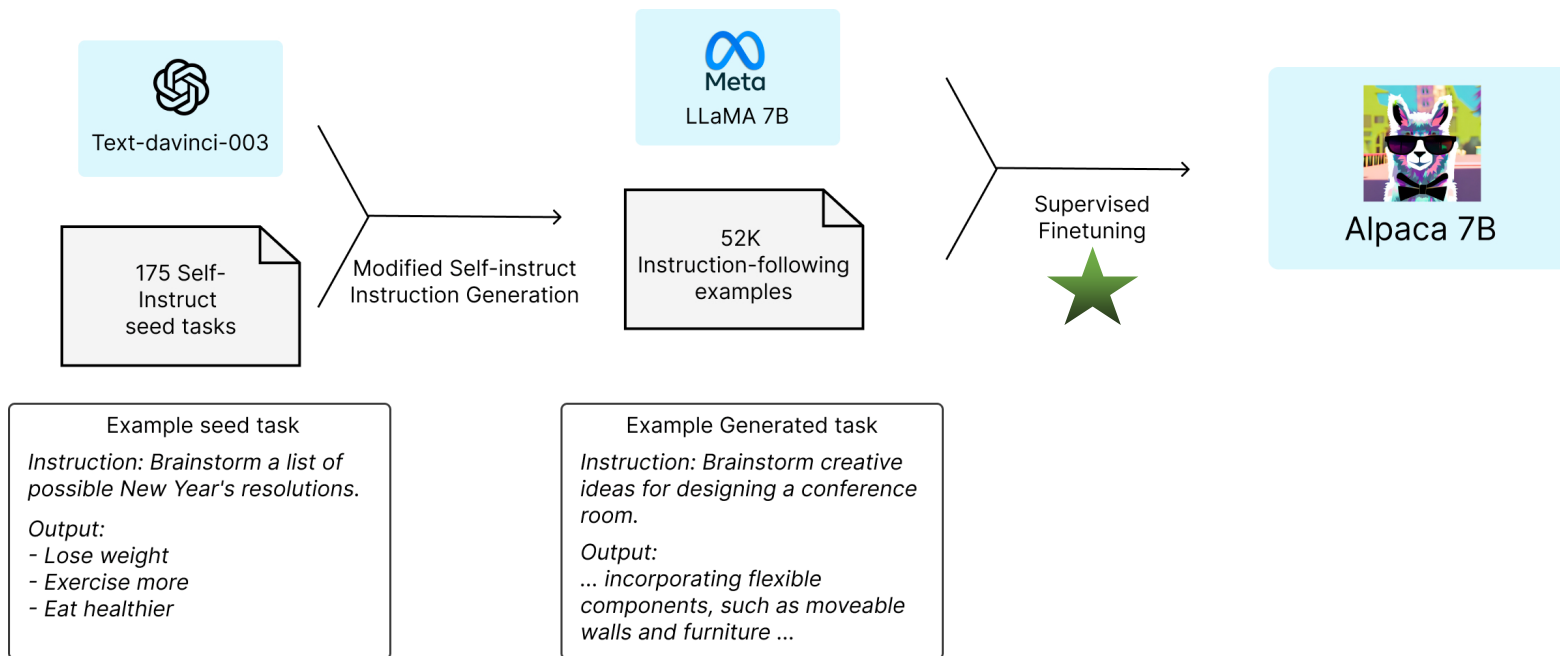 Text-davinci-003
175 Self-
Instruct
seed tasks
Modified Self-instruct
Instruction Generation
Meta
LLaMA 7B
52K
Instruction-following
examples
Supervised
Finetuning
Alpaca 7B
Example seed task
Instruction: Brainstorm a list of
possible New Year's resolutions.
Output:
- Lose weight
- Exercise more
- Eat healthier
Example Generated task
Instruction: Brainstorm creative
ideas for designing a conference
room.
Output:
... incorporating flexible
components, such as moveable
walls and furniture ...